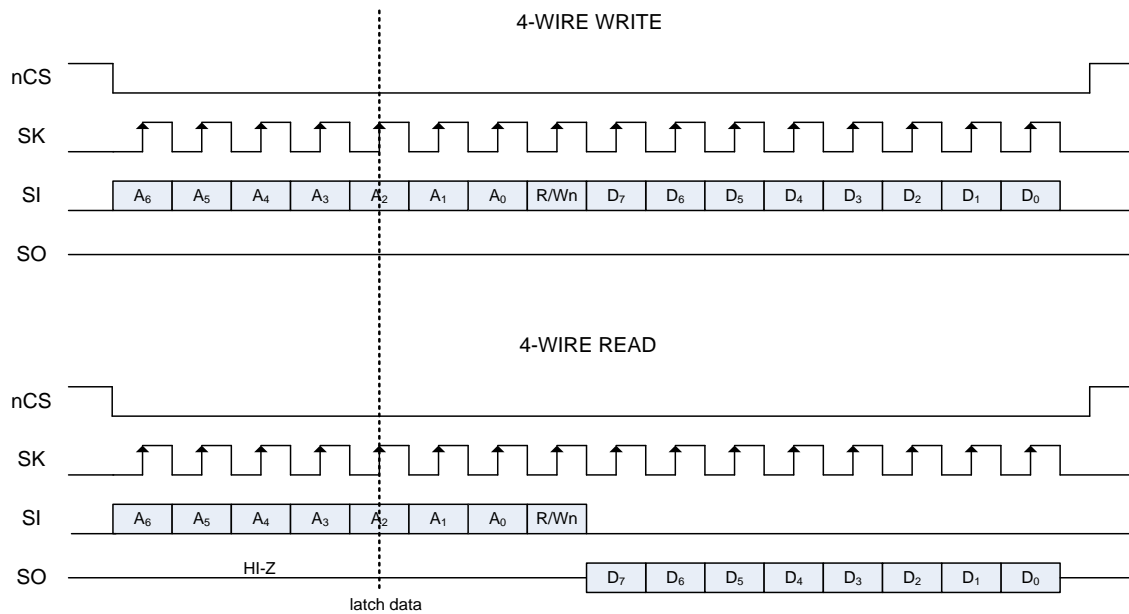 4-WIRE WRITE
nCS
SK
SI A6 A5 A4 A3 A2 A1 A0 R/Wn D7 D6 D5 D4 D3 D2 D1 D0
SO
4-WIRE READ
nCS
SK
SI A6 A5 A4 A3 A2 A1 A0 R/Wn
SO HI-Z D7 D6 D5 D4 D3 D2 D1 D0
latch data